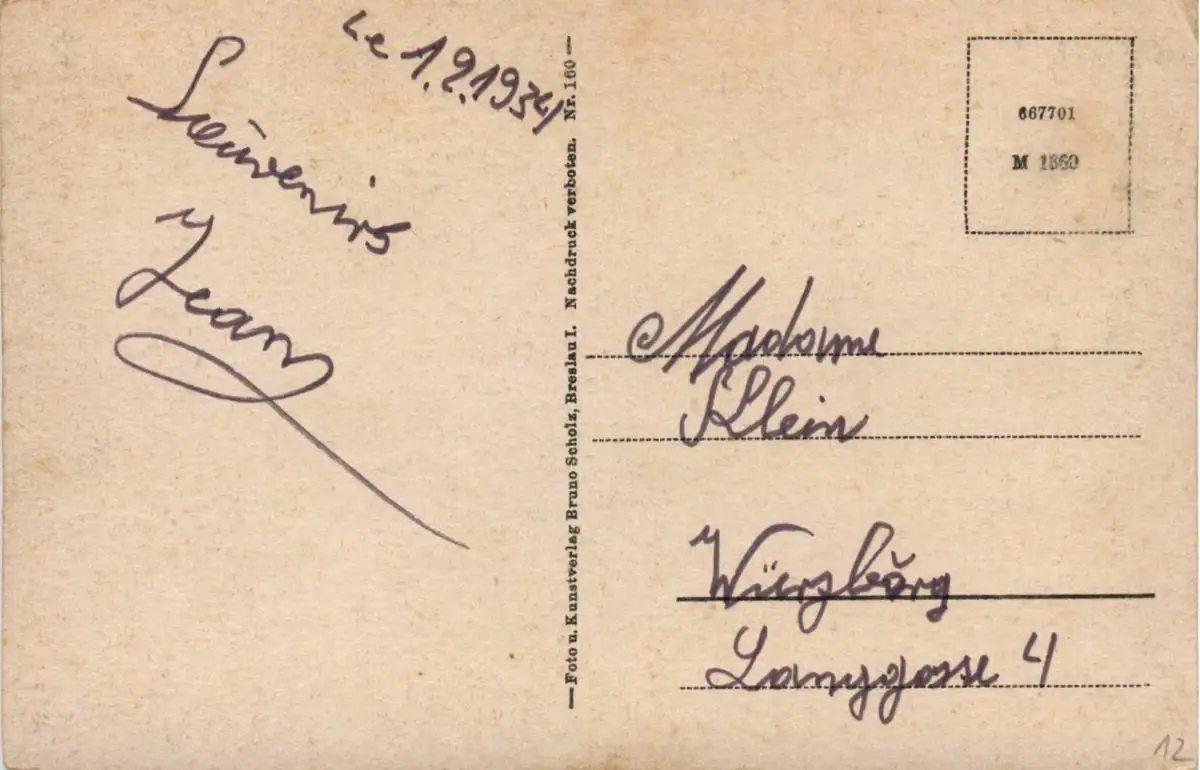 Le 1.2.1934
Souvenirs
Jean
— Foto u. Kunstverlag Bruno Scholz, Breslau I. Nachdruck verboten. Nr. 160 —
667701
M 1360
Madame
Klein
Würzburg
Langgasse 4
12